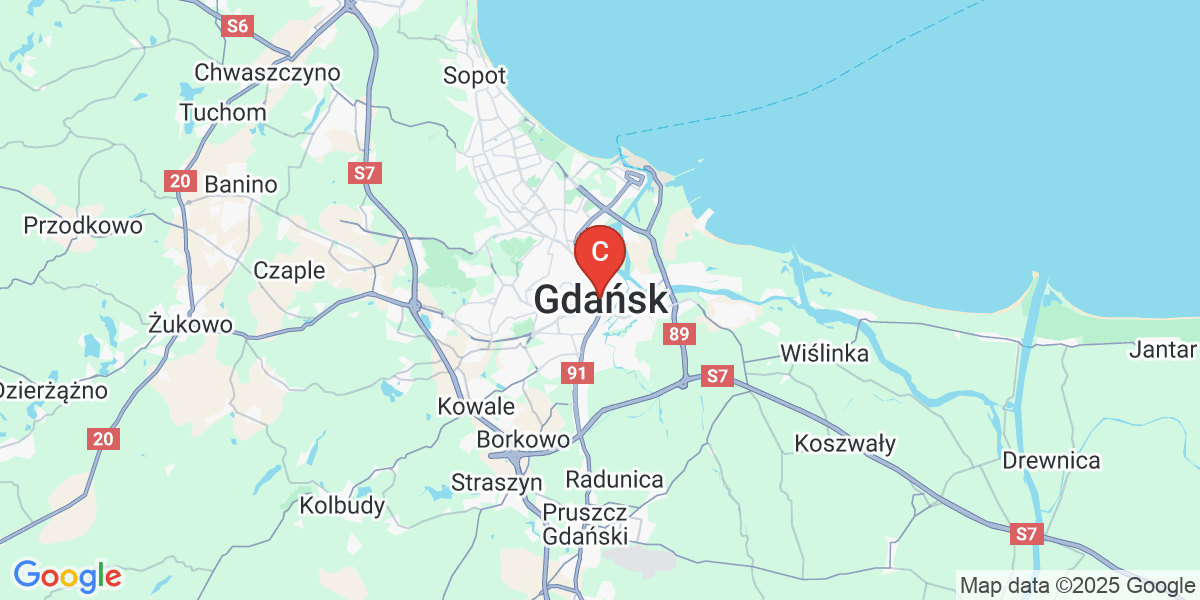 S6
Chwaszczyno
Sopot
Tuchom
S7
20
Banino
Przodkowo
C
Czaple
Gdańsk
Żukowo
89
Wiślinka
Jantar
91
S7
Dzierżążno
Kowale
20
Borkowo
Koszwały
Drewnica
Straszyn
Radunica
Kolbudy
Pruszcz
Gdański
S7
Google
Map data ©2025 Google